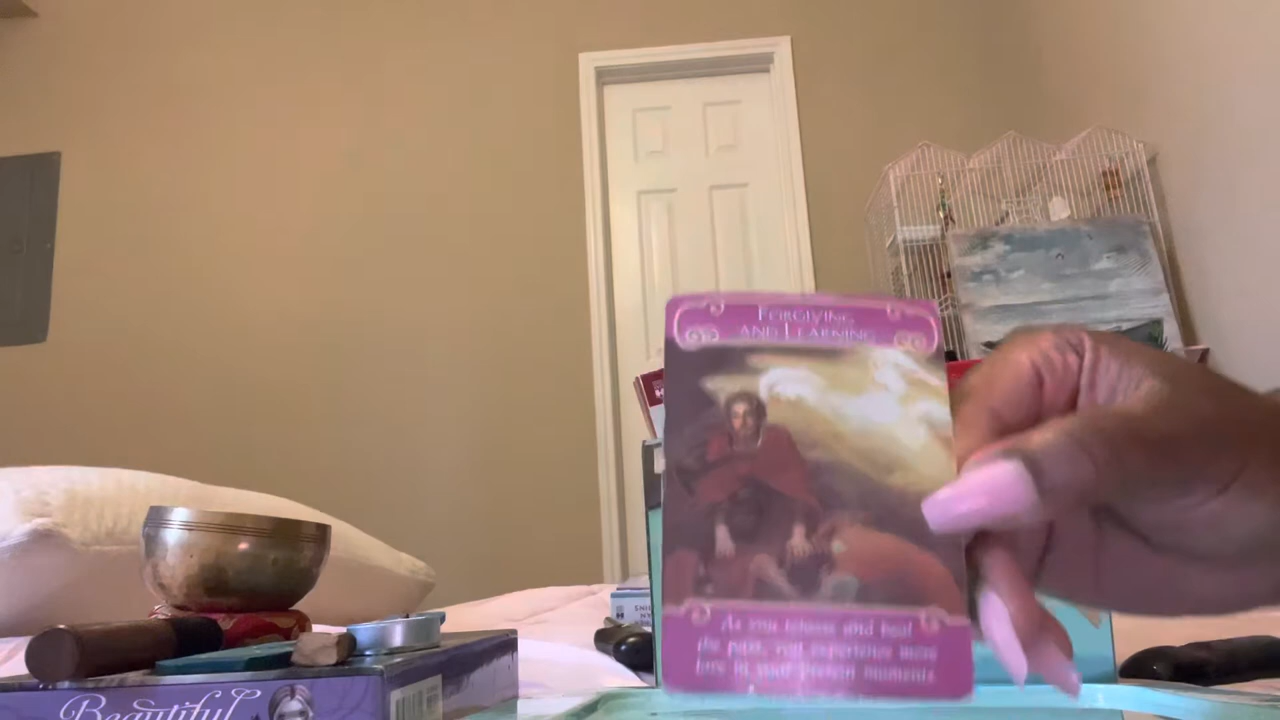 FORGIVING
AND LEARNING
As you release and heal
the past, you experience more
love in your present moments.
Beautiful